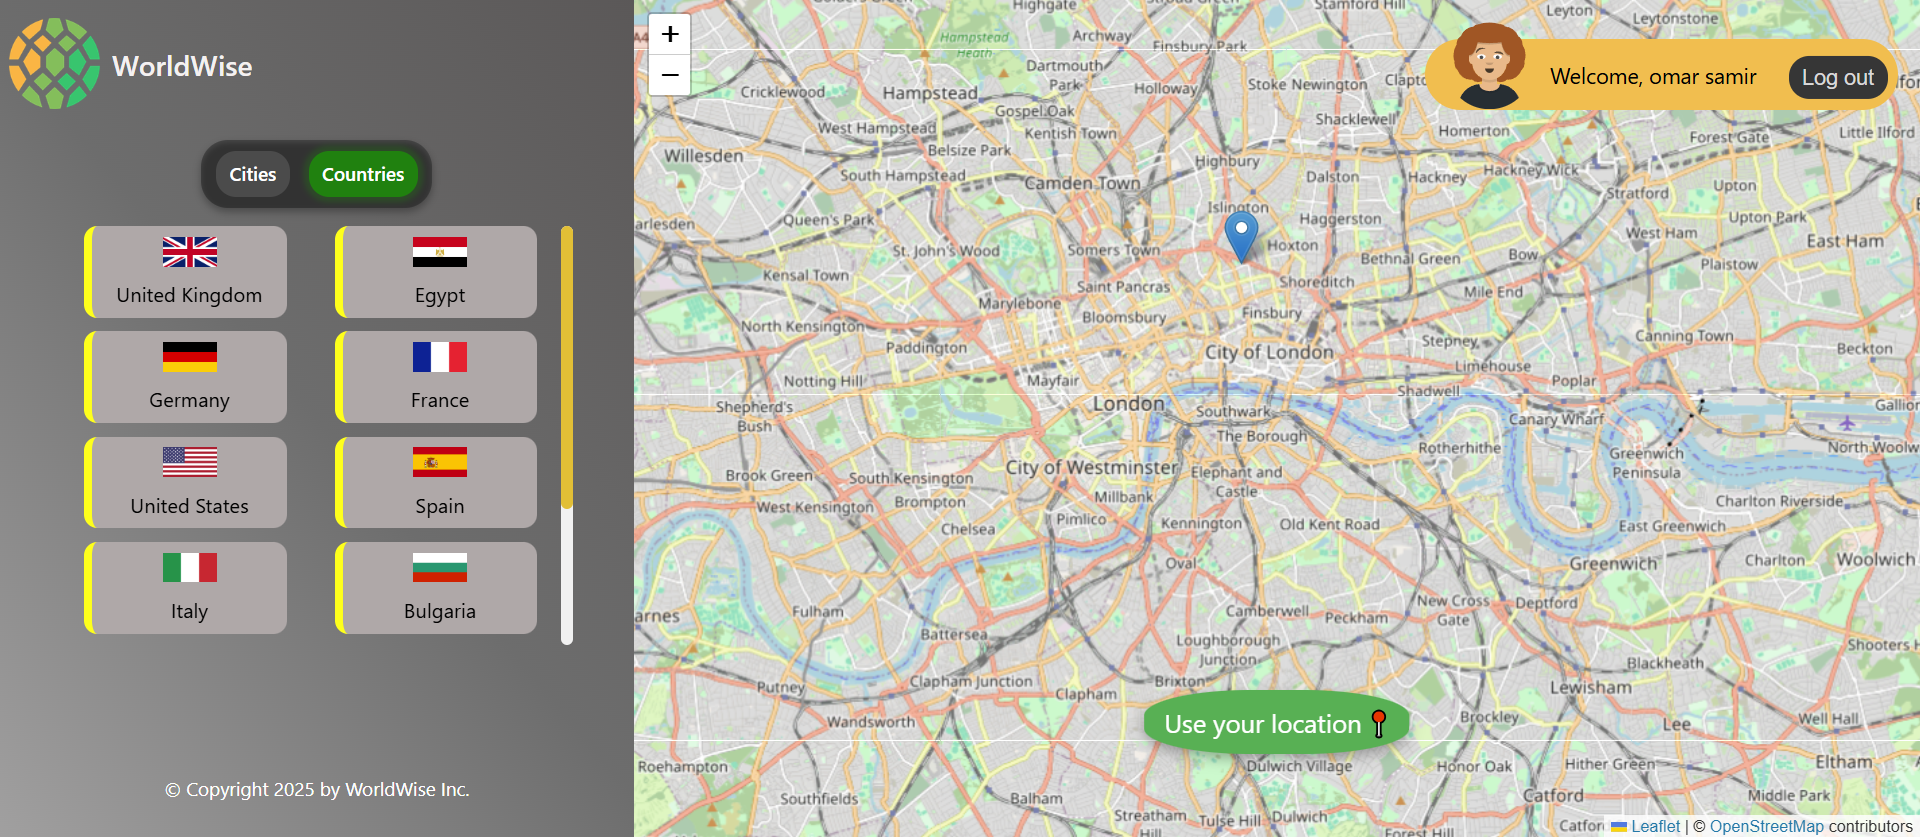 WorldWise
Cities
Countries
United Kingdom
Egypt
Germany
France
United States
Spain
Italy
Bulgaria
© Copyright 2025 by WorldWise Inc.
+
−
Welcome, omar samir
Log out
Highgate
Stamford Hill
Leyton
Leytonstone
Hampstead
Heath
Archway
Finsbury Park
Dartmouth
Park
Cricklewood
Hampstead
Holloway
Stoke Newington
Gospel Oak
West Hampstead
Kentish Town
Shacklewell
Homerton
Forest Gate
Little Ilford
Willesden
Belsize Park
Highbury
South Hampstead
Camden Town
Dalston
Hackney
Hackney Wick
Stratford
Upton
Islington
Queen's Park
Haggerston
Upton Park
arlesden
St. John's Wood
Somers Town
Hoxton
Bethnal Green
Bow
West Ham
East Ham
Kensal Town
Saint Pancras
Shoreditch
Plaistow
Marylebone
Mile End
Bloomsbury
Finsbury
North Kensington
Canning Town
Paddington
City of London
Stepney
Beckton
Notting Hill
Mayfair
Limehouse
Poplar
Shadwell
Shepherd's
Bush
London
Southwark
Canary Wharf
Gallion
The Borough
Rotherhithe
North Woolw
Greenwich
Peninsula
Brook Green
South Kensington
City of Westminster
Elephant and
Castle
West Kensington
Brompton
Millbank
Charlton Riverside
Chelsea
Pimlico
Kennington
Old Kent Road
East Greenwich
Oval
Greenwich
Charlton
Woolwich
arnes
Fulham
Camberwell
Peckham
New Cross
Gate
Deptford
Battersea
Loughborough
Junction
Shooters H
Blackheath
Putney
Clapham Junction
Clapham
Brixton
Lewisham
Wandsworth
Use your location
Brockley
Lee
Well Hall
Roehampton
Dulwich Village
Honor Oak
Hither Green
Eltham
Southfields
Balham
Catford
Middle Park
Streatham
Hill
Tulse Hill
Dulwich
Forest Hill
Leaflet | © OpenStreetMap contributors